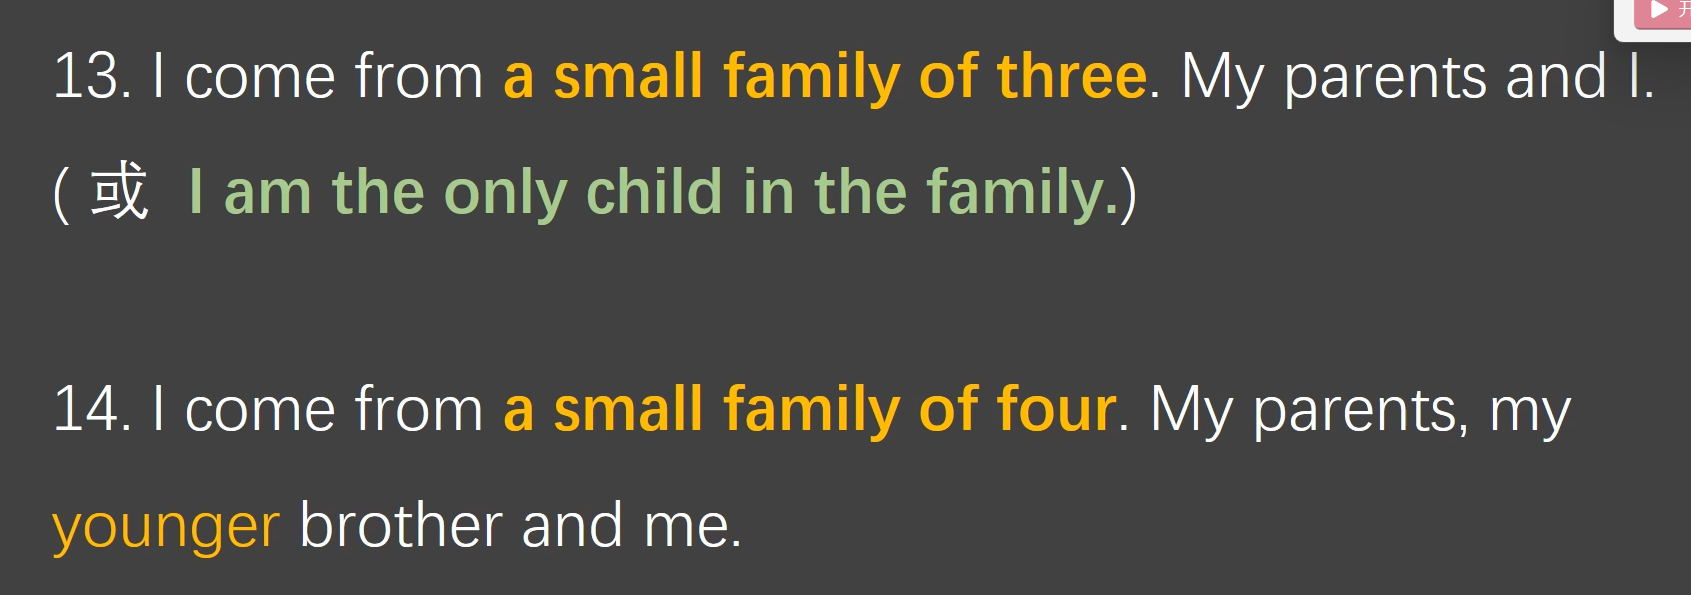 13. I come from a small family of three. My parents and I.
( 或 I am the only child in the family.)
14. I come from a small family of four. My parents, my
younger brother and me.